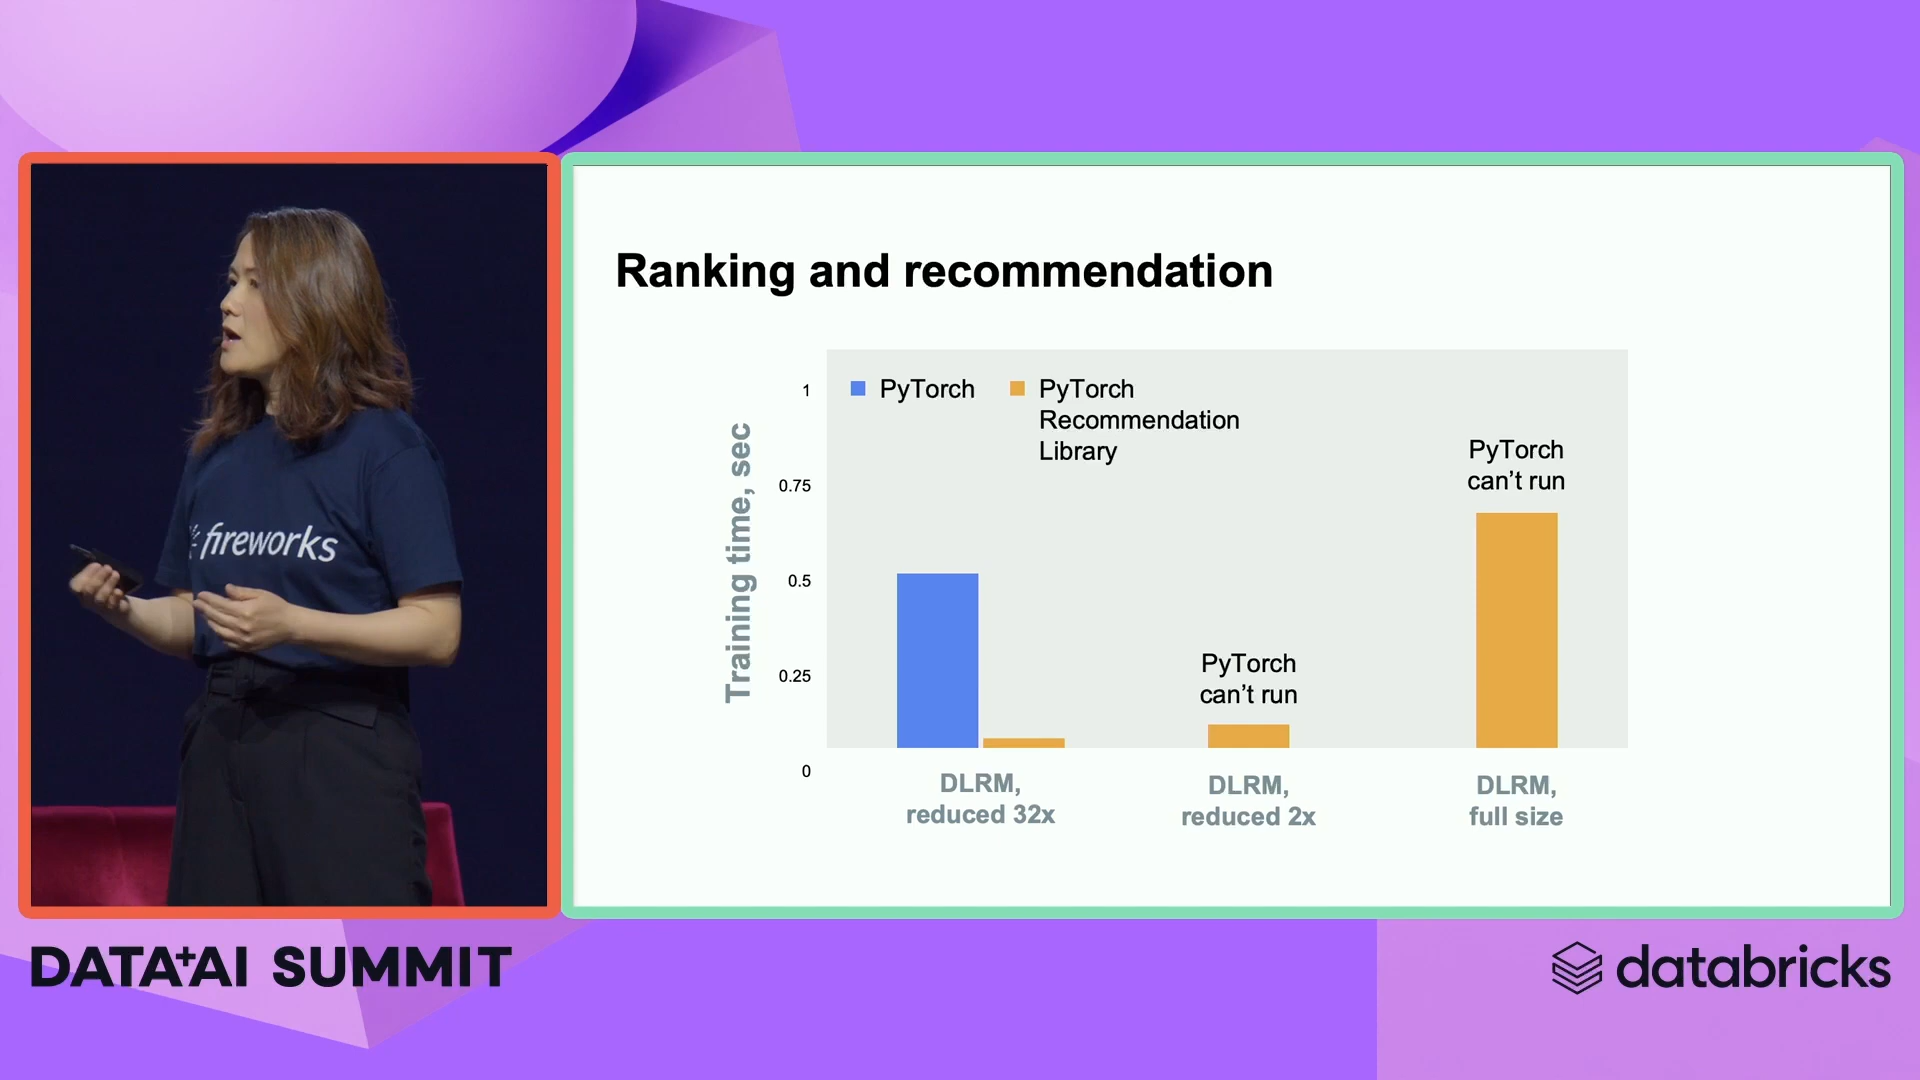 fireworks
Ranking and recommendation
PyTorch
PyTorch
Recommendation
Library
Training time, sec
1
0.75
0.5
0.25
0
PyTorch
can’t run
PyTorch
can’t run
DLRM,
reduced 32x
DLRM,
reduced 2x
DLRM,
full size
DATA+AI SUMMIT
databricks